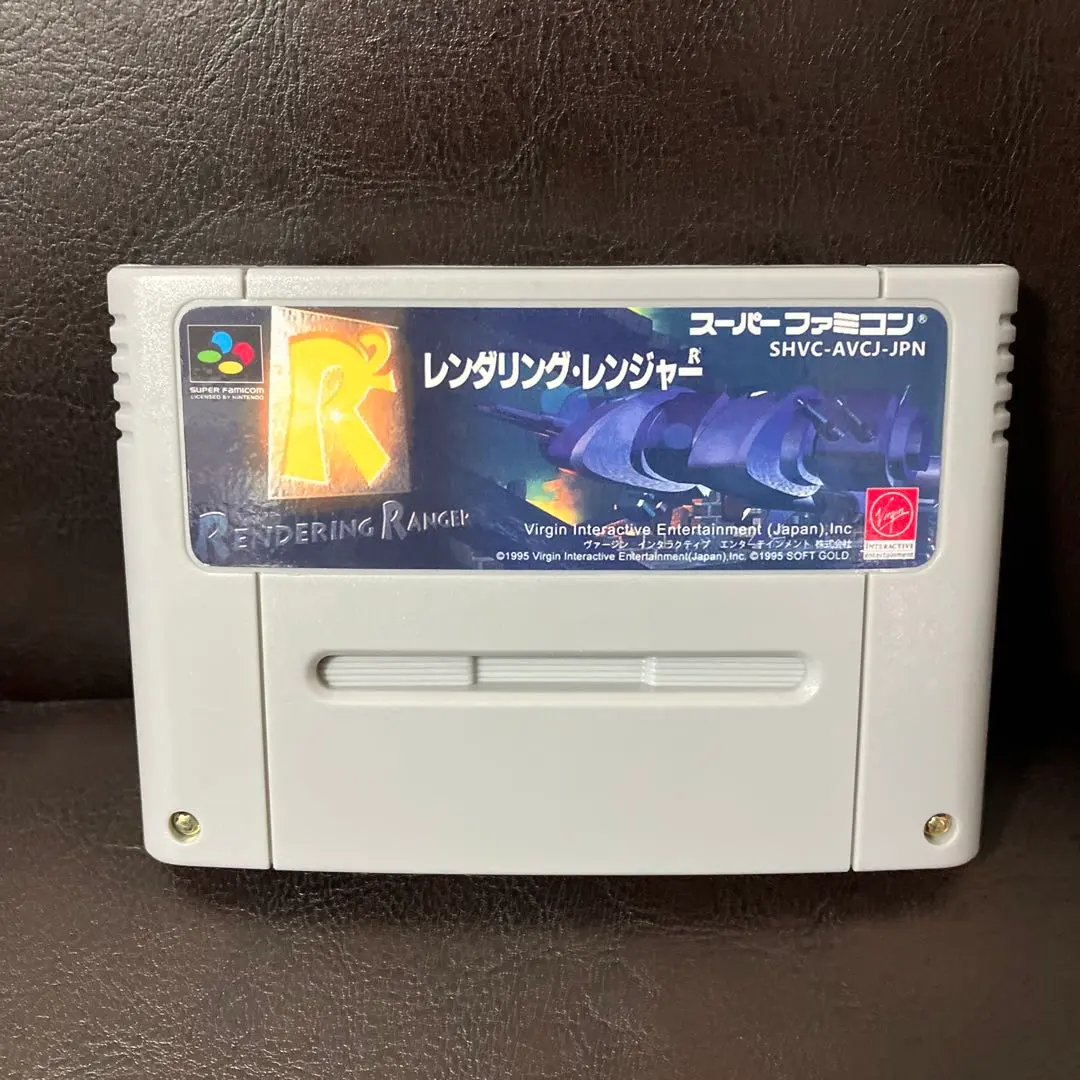 スーパーファミコン®
SHVC-AVCJ-JPN
SUPER FAMICOM
LICENSED BY NINTENDO
R²
レンダリング・レンジャーR²
RENDERING RANGER
Virgin Interactive Entertainment (Japan),Inc
ヴァージン インタラクティブ エンターテインメント 株式会社
©1995 Virgin Interactive Entertainment(Japan),Inc. ©1995 SOFT GOLD.
Virgin
INTERACTIVE
entertainment